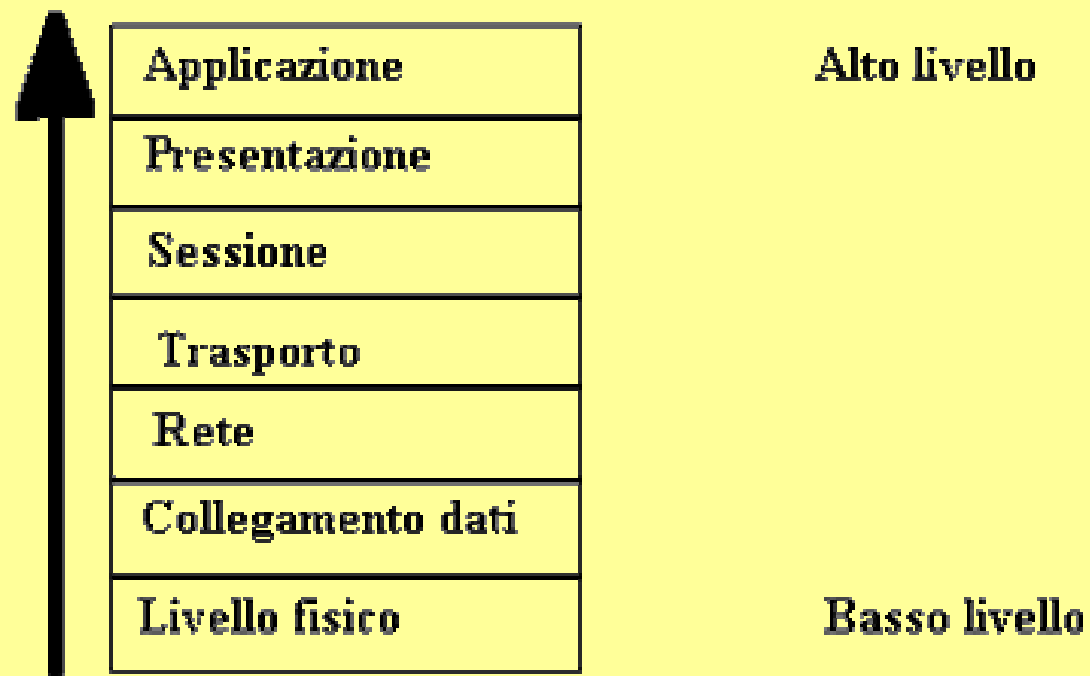 Applicazione Alto livello
Presentazione
Sessione
Trasporto
Rete
Collegamento dati
Livello fisico Basso livello